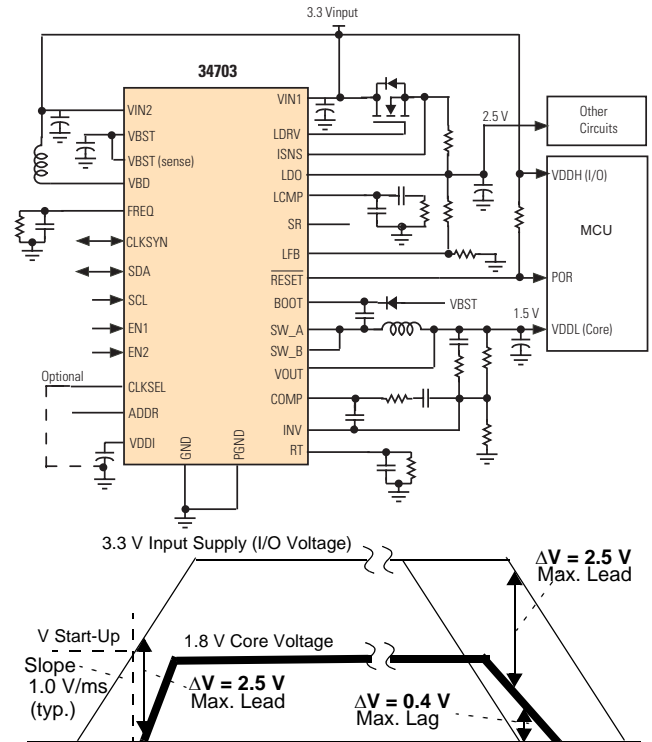 3.3 Vinput
34703
VIN2
VBST
VBST (sense)
VBD
FREQ
CLKSYN
SDA
SCL
EN1
EN2
Optional
CLKSEL
ADDR
VDDI
GND
PGND
VIN1
LDRV
ISNS
LDO
LCMP
SR
LFB
RESET
BOOT
SW_A
SW_B
VOUT
COMP
INV
RT
VBST
2.5 V
1.5 V
Other
Circuits
VDDH (I/O)
MCU
POR
VDDL (Core)
3.3 V Input Supply (I/O Voltage)
ΔV = 2.5 V
Max. Lead
V Start-Up
1.8 V Core Voltage
Slope
1.0 V/ms
(typ.)
ΔV = 2.5 V
Max. Lead
ΔV = 0.4 V
Max. Lag